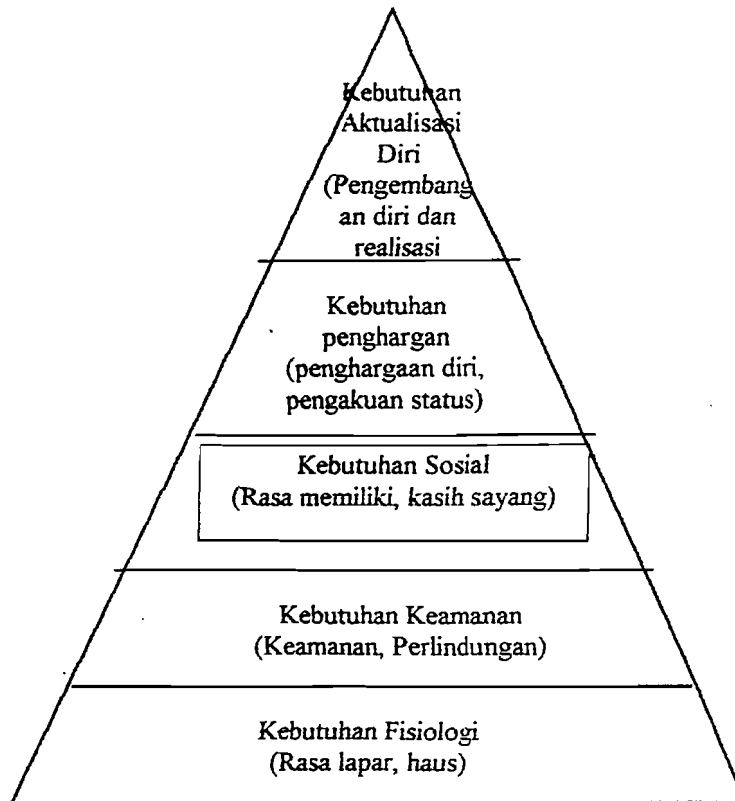 Kebutuhan
Aktualisasi
Diri
(Pengembang
an diri dan
realisasi
Kebutuhan
penghargan
(penghargaan diri,
pengakuan status)
Kebutuhan Sosial
(Rasa memiliki, kasih sayang)
Kebutuhan Keamanan
(Keamanan, Perlindungan)
Kebutuhan Fisiologi
(Rasa lapar, haus)